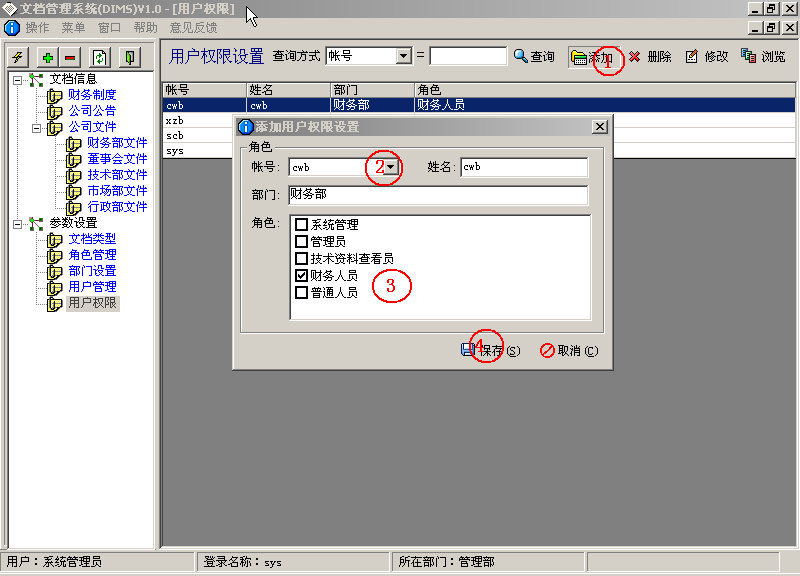 文档管理系统(DIMS)V1.0 - [用户权限]
操作 菜单 窗口 帮助 意见反馈
用户权限设置 查询方式 帐号 = 查询 添加 1 删除 修改 浏览
文档信息
财务制度
公司公告
公司文件
财务部文件
董事会文件
技术部文件
市场部文件
行政部文件
参数设置
文档类型
角色管理
部门设置
用户管理
用户权限
帐号 姓名 部门 角色
cwb cwb 财务部 财务人员
xzb
scb
sys
添加用户权限设置
角色
帐号: cwb 2 姓名: cwb
部门: 财务部
角色: 系统管理
管理员
技术资料查看员
财务人员
普通人员
3
4 保存(S) 取消(C)
用户：系统管理员 登录名称：sys 所在部门：管理部